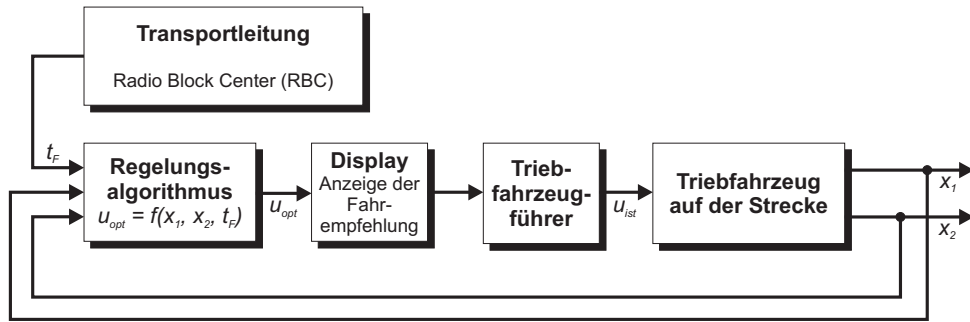 Transportleitung
Radio Block Center (RBC)
t_F
Regelungs-
algorithmus
u_opt = f(x_1, x_2, t_F)
u_opt
Display
Anzeige der
Fahr-
empfehlung
Trieb-
fahrzeug-
führer
u_ist
Triebfahrzeug
auf der Strecke
x_1
x_2